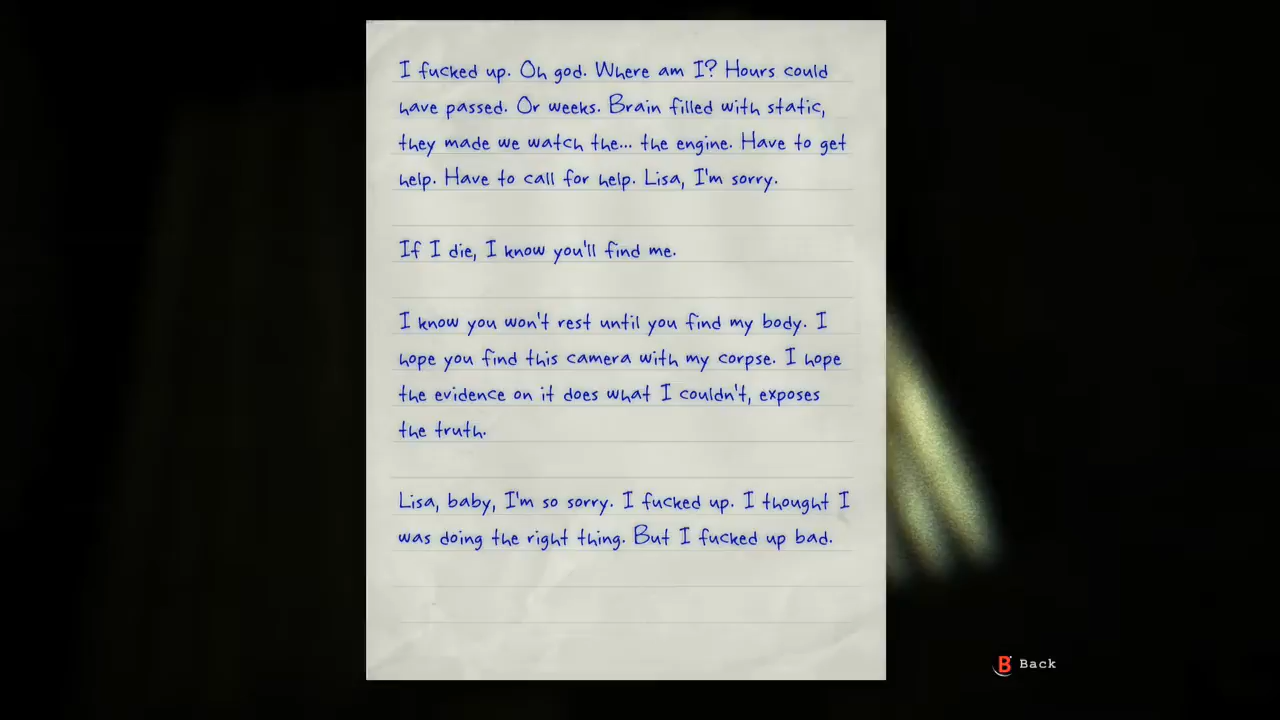 I fucked up. Oh god. Where am I? Hours could
have passed. Or weeks. Brain filled with static,
they made we watch the... the engine. Have to get
help. Have to call for help. Lisa, I'm sorry.
If I die, I know you'll find me.
I know you won't rest until you find my body. I
hope you find this camera with my corpse. I hope
the evidence on it does what I couldn't, exposes
the truth.
Lisa, baby, I'm so sorry. I fucked up. I thought I
was doing the right thing. But I fucked up bad.
B Back